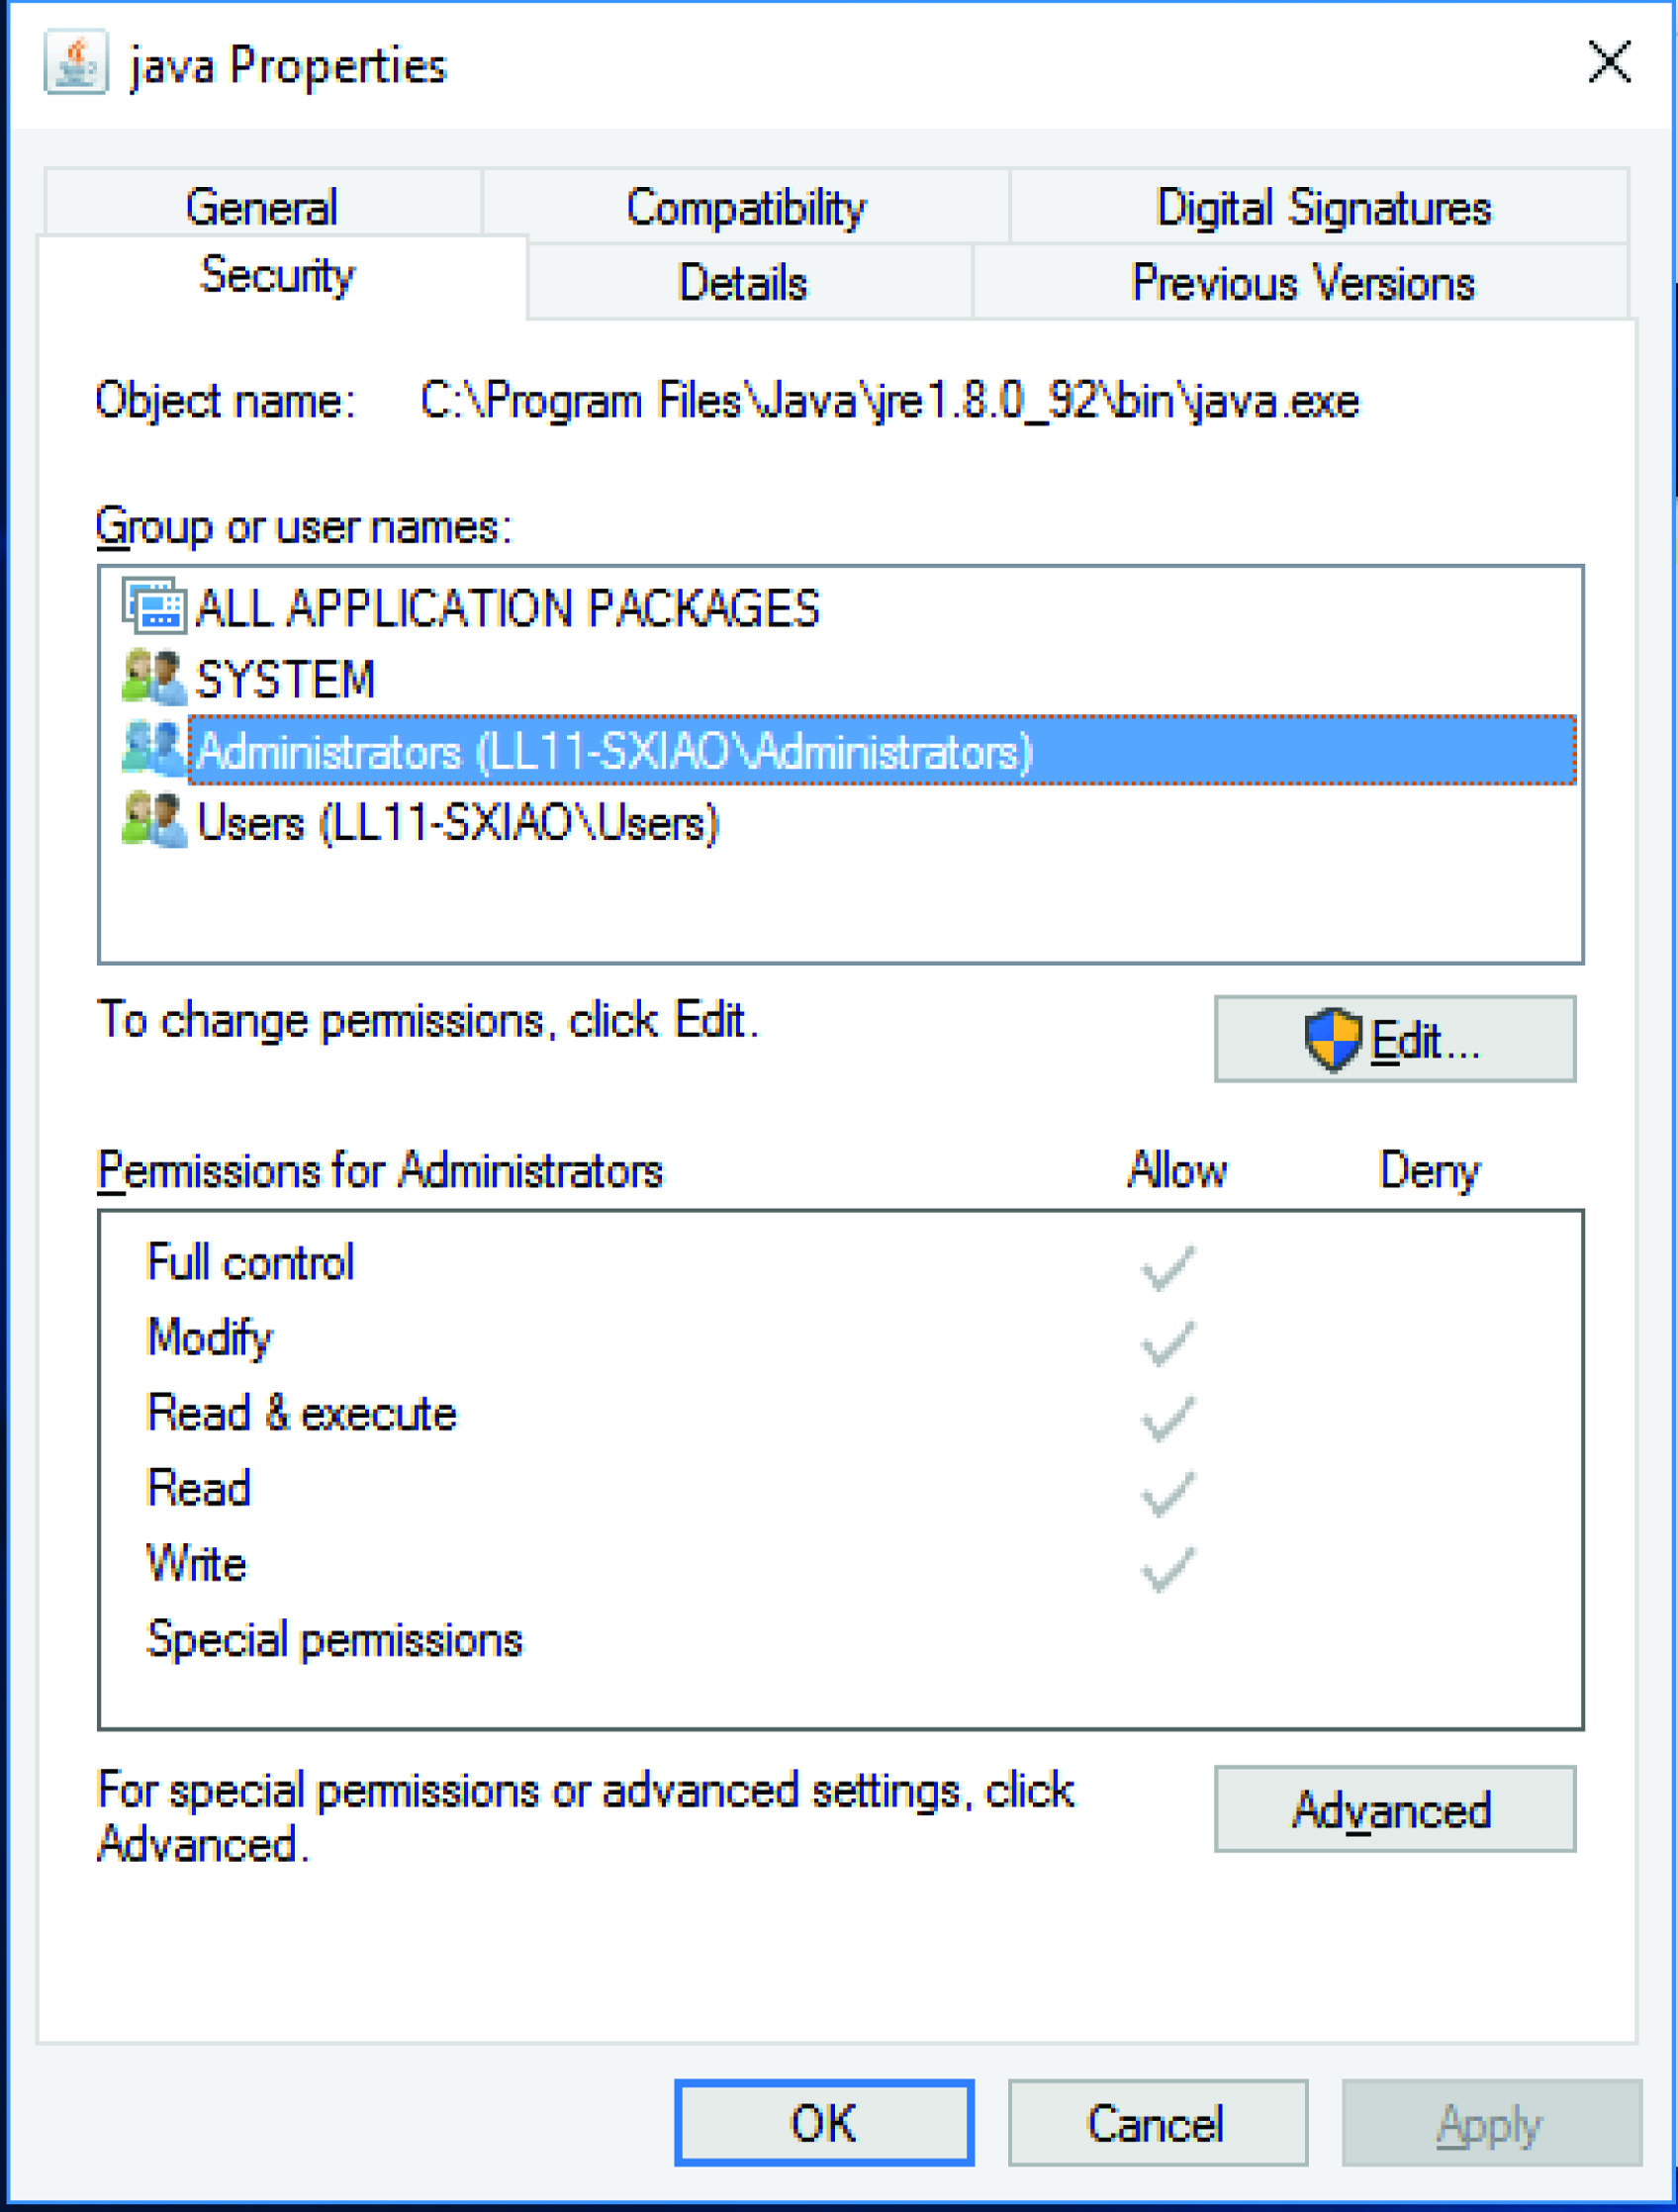 java Properties
General Compatibility Digital Signatures
Security Details Previous Versions
Object name: C:\Program Files\Java\jre1.8.0_92\bin\java.exe
Group or user names:
ALL APPLICATION PACKAGES
SYSTEM
Administrators (LL11-SXIAO\Administrators)
Users (LL11-SXIAO\Users)
To change permissions, click Edit.
Edit...
Permissions for Administrators Allow Deny
Full control
Modify
Read & execute
Read
Write
Special permissions
For special permissions or advanced settings, click
Advanced.
Advanced
OK Cancel Apply